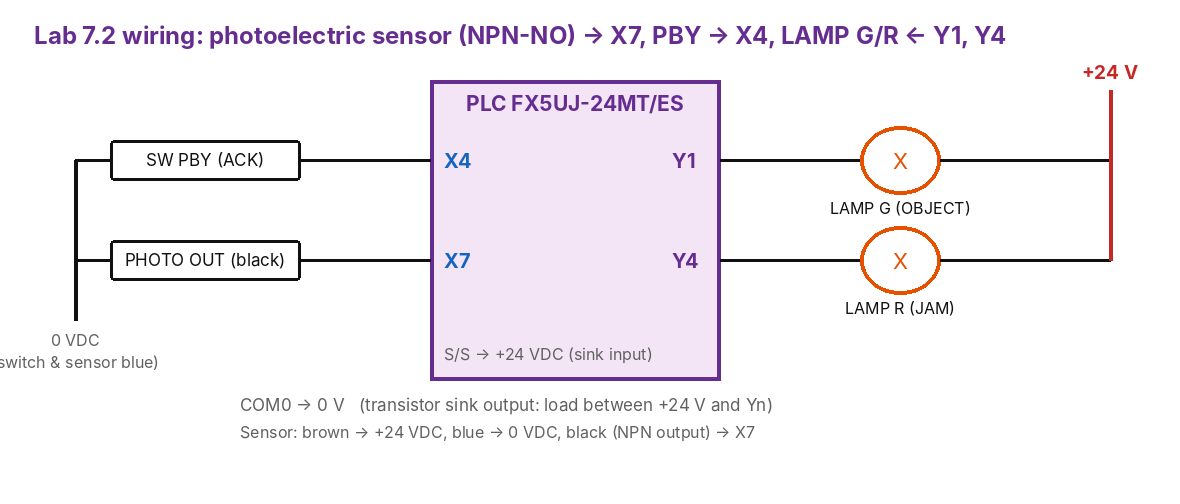 Lab 7.2 wiring: photoelectric sensor (NPN-NO) → X7, PBY → X4, LAMP G/R ← Y1, Y4
+24 V
PLC FX5UJ-24MT/ES
SW PBY (ACK)
X4
Y1
X
LAMP G (OBJECT)
PHOTO OUT (black)
X7
Y4
X
LAMP R (JAM)
0 VDC
switch & sensor blue)
S/S → +24 VDC (sink input)
COM0 → 0 V (transistor sink output: load between +24 V and Yn)
Sensor: brown → +24 VDC, blue → 0 VDC, black (NPN output) → X7